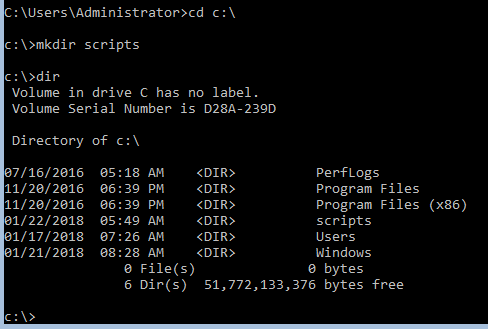 C:\Users\Administrator>cd c:\
c:\>mkdir scripts
c:\>dir
 Volume in drive C has no label.
 Volume Serial Number is D28A-239D
 Directory of c:\
07/16/2016  05:18 AM    <DIR>          PerfLogs
11/20/2016  06:39 PM    <DIR>          Program Files
11/20/2016  06:39 PM    <DIR>          Program Files (x86)
01/22/2018  05:49 AM    <DIR>          scripts
01/17/2018  07:26 AM    <DIR>          Users
01/21/2018  08:28 AM    <DIR>          Windows
               0 File(s)              0 bytes
               6 Dir(s)  51,772,133,376 bytes free
c:\>